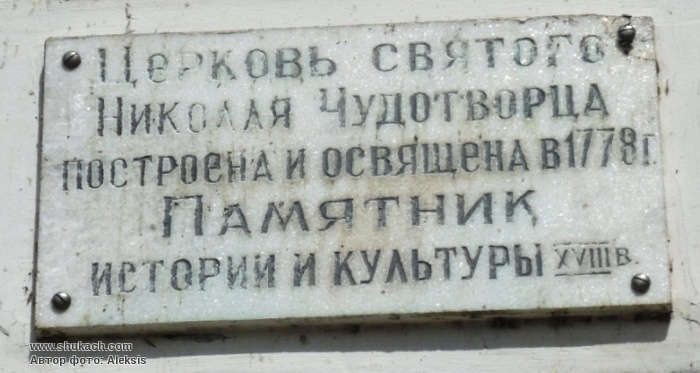 Церковь святого
Николая Чудотворца
построена и освящена в 1778 г.
Памятник
истории и культуры XVIII в.
www.shukach.com
Автор фото: Aleksis